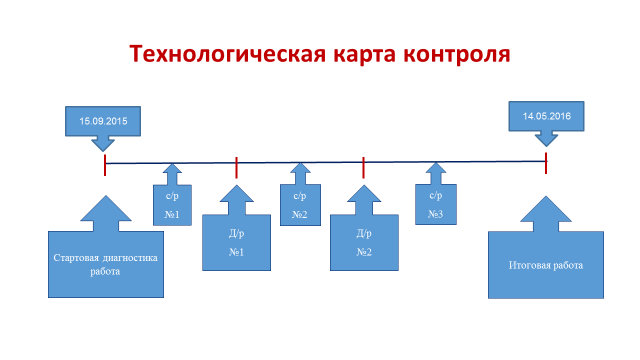 Технологическая карта контроля
15.09.2015
14.05.2016
с/р
№1
с/р
№2
с/р
№3
Д/р
№1
Д/р
№2
Стартовая диагностика
работа
Итоговая работа